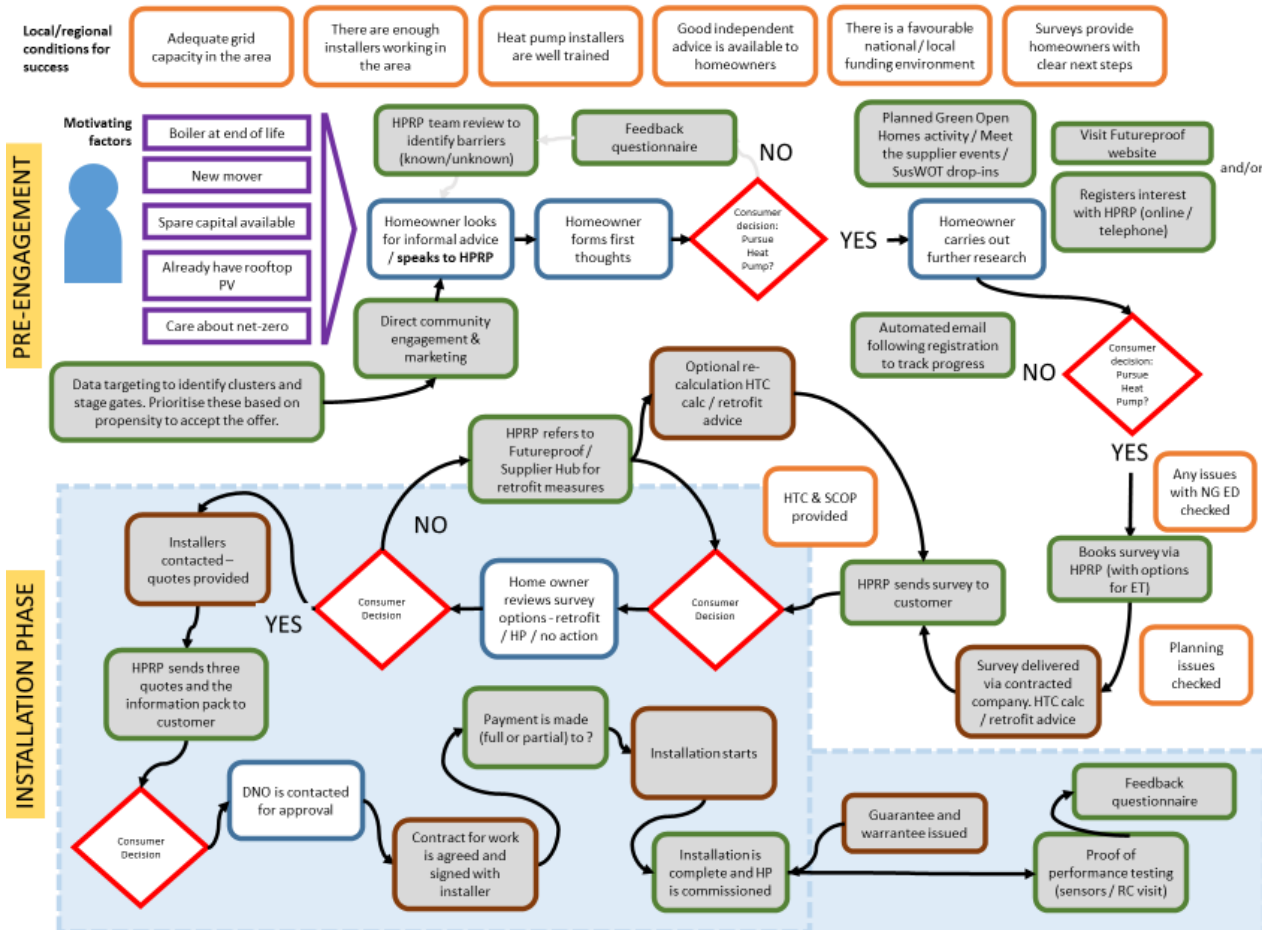 Local/regional
conditions for
success
Adequate grid
capacity in the area
There are enough
installers working in
the area
Heat pump installers
are well trained
Good independent
advice is available to
homeowners
There is a favourable
national / local
funding environment
Surveys provide
homeowners with
clear next steps
PRE-ENGAGEMENT
Motivating
factors
Boiler at end of life
New mover
Spare capital available
Already have rooftop
PV
Care about net-zero
HPRP team review to
identify barriers
(known/unknown)
Feedback
questionnaire
NO
Homeowner looks
for informal advice
/ speaks to HPRP
Homeowner
forms first
thoughts
Consumer
decision:
Pursue
Heat
Pump?
YES
Planned Green Open
Homes activity / Meet
the supplier events /
SusWOT drop-ins
Visit Futureproof
website
and/or
Registers interest
with HPRP (online /
telephone)
Homeowner
carries out
further research
Direct community
engagement &
marketing
Data targeting to identify clusters and
stage gates. Prioritise these based on
propensity to accept the offer.
Automated email
following registration
to track progress
NO
Consumer
decision:
Pursue
Heat
Pump?
YES
Optional re-
calculation HTC
calc / retrofit
advice
HPRP refers to
Futureproof /
Supplier Hub for
retrofit measures
HTC & SCOP
provided
Any issues
with NG ED
checked
Books survey via
HPRP (with options
for ET)
Planning
issues
checked
Survey delivered
via contracted
company. HTC calc
/ retrofit advice
HPRP sends survey to
customer
INSTALLATION PHASE
Consumer
Decision
Home owner
reviews survey
options - retrofit
/ HP / no action
Consumer
Decision
NO
YES
Installers
contacted –
quotes provided
HPRP sends three
quotes and the
information pack to
customer
Consumer
Decision
DNO is contacted
for approval
Contract for work
is agreed and
signed with
installer
Payment is made
(full or partial) to ?
Installation starts
Installation is
complete and HP
is commissioned
Guarantee and
warrantee issued
Proof of
performance testing
(sensors / RC visit)
Feedback
questionnaire